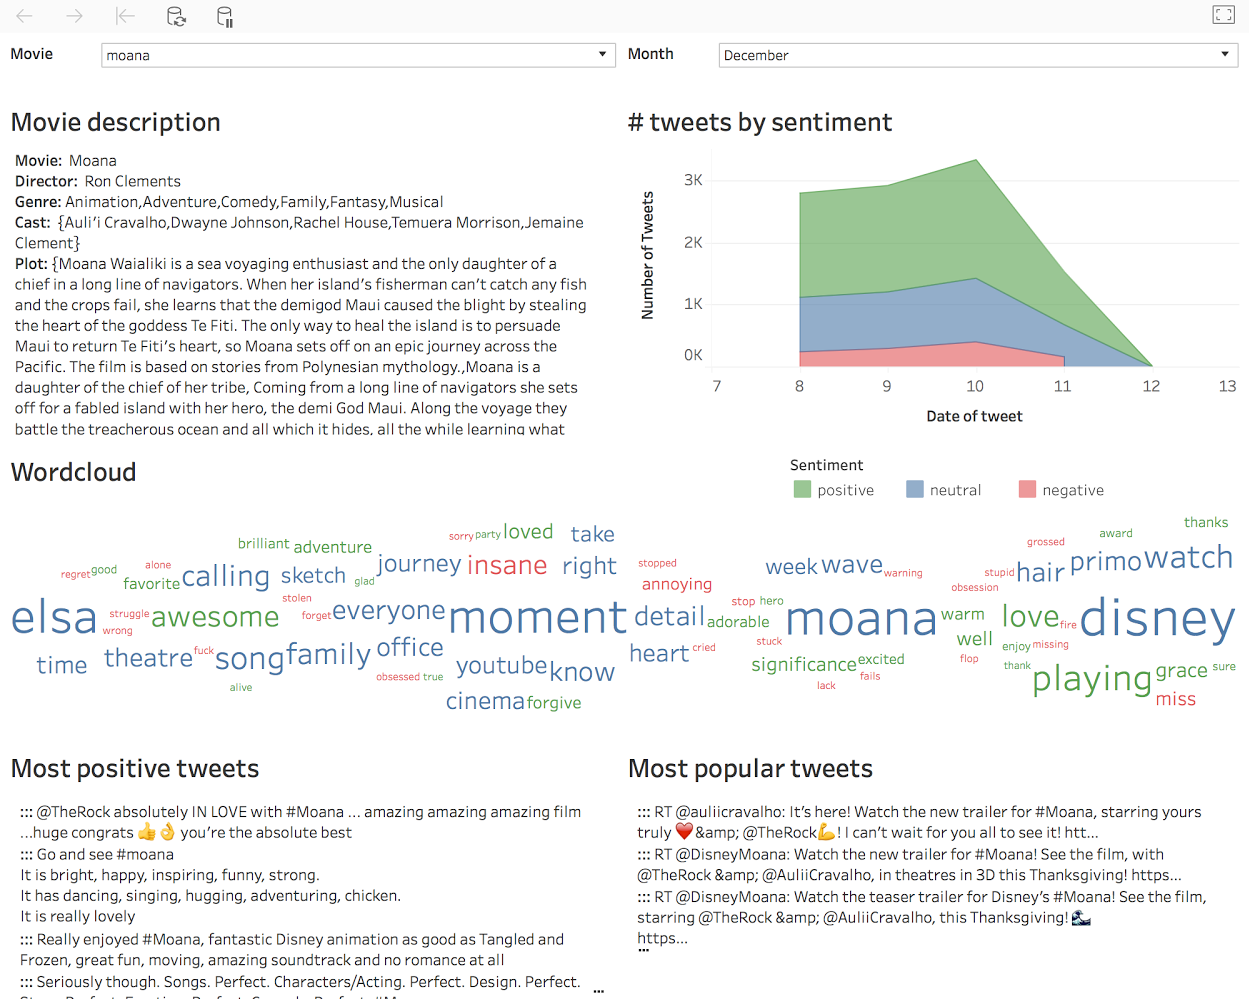 Movie
moana
Month
December
Movie description
Movie: Moana
Director: Ron Clements
Genre: Animation,Adventure,Comedy,Family,Fantasy,Musical
Cast: {Auli’i Cravalho,Dwayne Johnson,Rachel House,Temuera Morrison,Jemaine
Clement}
Plot: {Moana Waialiki is a sea voyaging enthusiast and the only daughter of a
chief in a long line of navigators. When her island’s fisherman can’t catch any fish
and the crops fail, she learns that the demigod Maui caused the blight by stealing
the heart of the goddess Te Fiti. The only way to heal the island is to persuade
Maui to return Te Fiti’s heart, so Moana sets off on an epic journey across the
Pacific. The film is based on stories from Polynesian mythology.,Moana is a
daughter of the chief of her tribe, Coming from a long line of navigators she sets
off for a fabled island with her hero, the demi God Maui. Along the voyage they
battle the treacherous ocean and all which it hides, all the while learning what
# tweets by sentiment
Number of Tweets
3K
2K
1K
0K
7 8 9 10 11 12 13
Date of tweet
Wordcloud
Sentiment
positive neutral negative
sorry party loved take
brilliant adventure
journey insane right
regret good alone
favorite calling sketch glad
stolen
elsa struggle awesome forget everyone moment
wrong
time theatre fuck song family office
youtube know
obsessed true
alive
cinema forgive
thanks
award
grossed
stopped
week wave warning
stupid hair primo watch
annoying
obsession
stop hero
detail adorable moana warm love fire disney
heart cried stuck
well enjoy missing
significance excited
flop thank
fails
lack
playing grace sure
miss
Most positive tweets
::: @TheRock absolutely IN LOVE with #Moana ... amazing amazing amazing film
...huge congrats 👍👌 you’re the absolute best
::: Go and see #moana
It is bright, happy, inspiring, funny, strong.
It has dancing, singing, hugging, adventuring, chicken.
It is really lovely
::: Really enjoyed #Moana, fantastic Disney animation as good as Tangled and
Frozen, great fun, moving, amazing soundtrack and no romance at all
::: Seriously though. Songs. Perfect. Characters/Acting. Perfect. Design. Perfect.
...
Most popular tweets
::: RT @auliicravalho: It’s here! Watch the new trailer for #Moana, starring yours
truly ❤️ &amp; @TheRock💪! I can’t wait for you all to see it! htt...
::: RT @DisneyMoana: Watch the new trailer for #Moana! See the film, with
@TheRock &amp; @AuliiCravalho, in theatres in 3D this Thanksgiving! https...
::: RT @DisneyMoana: Watch the teaser trailer for Disney’s #Moana! See the film,
starring @TheRock &amp; @AuliiCravalho, this Thanksgiving! 🌊
https...
...